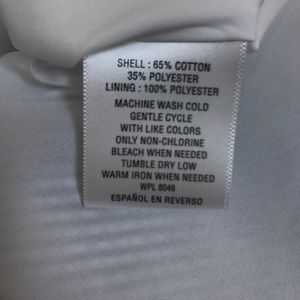 SHELL : 65% COTTON
35% POLYESTER
LINING : 100% POLYESTER
MACHINE WASH COLD
GENTLE CYCLE
WITH LIKE COLORS
ONLY NON-CHLORINE
BLEACH WHEN NEEDED
TUMBLE DRY LOW
WARM IRON WHEN NEEDED
WPL 8046
ESPAÑOL EN REVERSO